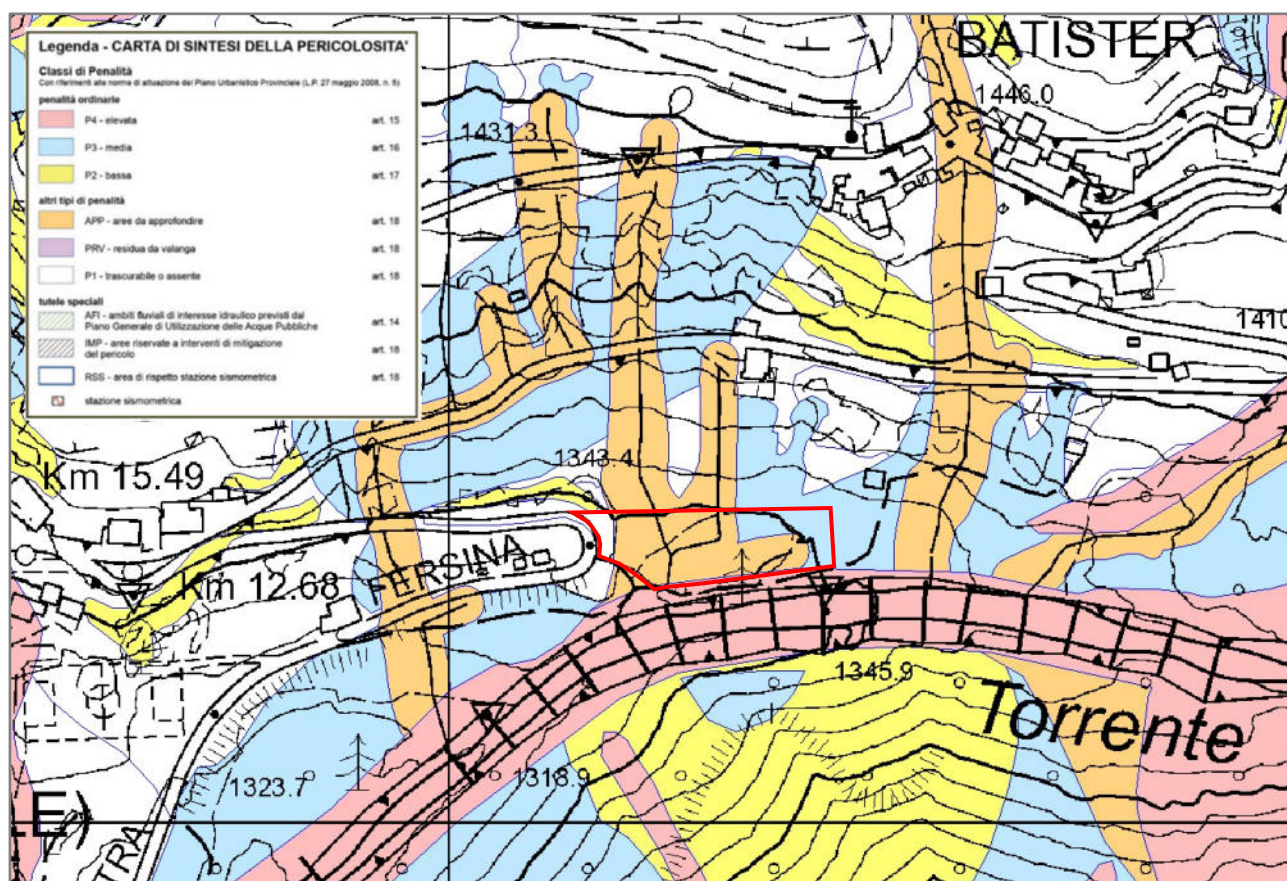 Legenda - CARTA DI SINTESI DELLA PERICOLOSITA'
Classi di Penalità
Con riferimenti alle norme di attuazione del Piano Urbanistico Provinciale (L.P. 27 maggio 2008, n. 5)
penalità ordinarie
P4 - elevata art. 15
P3 - media art. 16
P2 - bassa art. 17
altri tipi di penalità
APP - aree da approfondire art. 18
PRV - residua da valanga art. 18
P1 - trascurabile o assente art. 18
tutele speciali
AFI - ambiti fluviali di interesse idraulico previsti dal
Piano Generale di Utilizzazione delle Acque Pubbliche art. 14
IMP - aree riservate a interventi di mitigazione
del pericolo art. 18
RSS - area di rispetto stazione sismometrica art. 18
stazione sismometrica
BATISTER
1446.0
1431.3
1410
1343.4
Km 15.49
Km 12.68
FERSINA
1345.9
Torrente
1323.7
1318.9
LE)
TRA